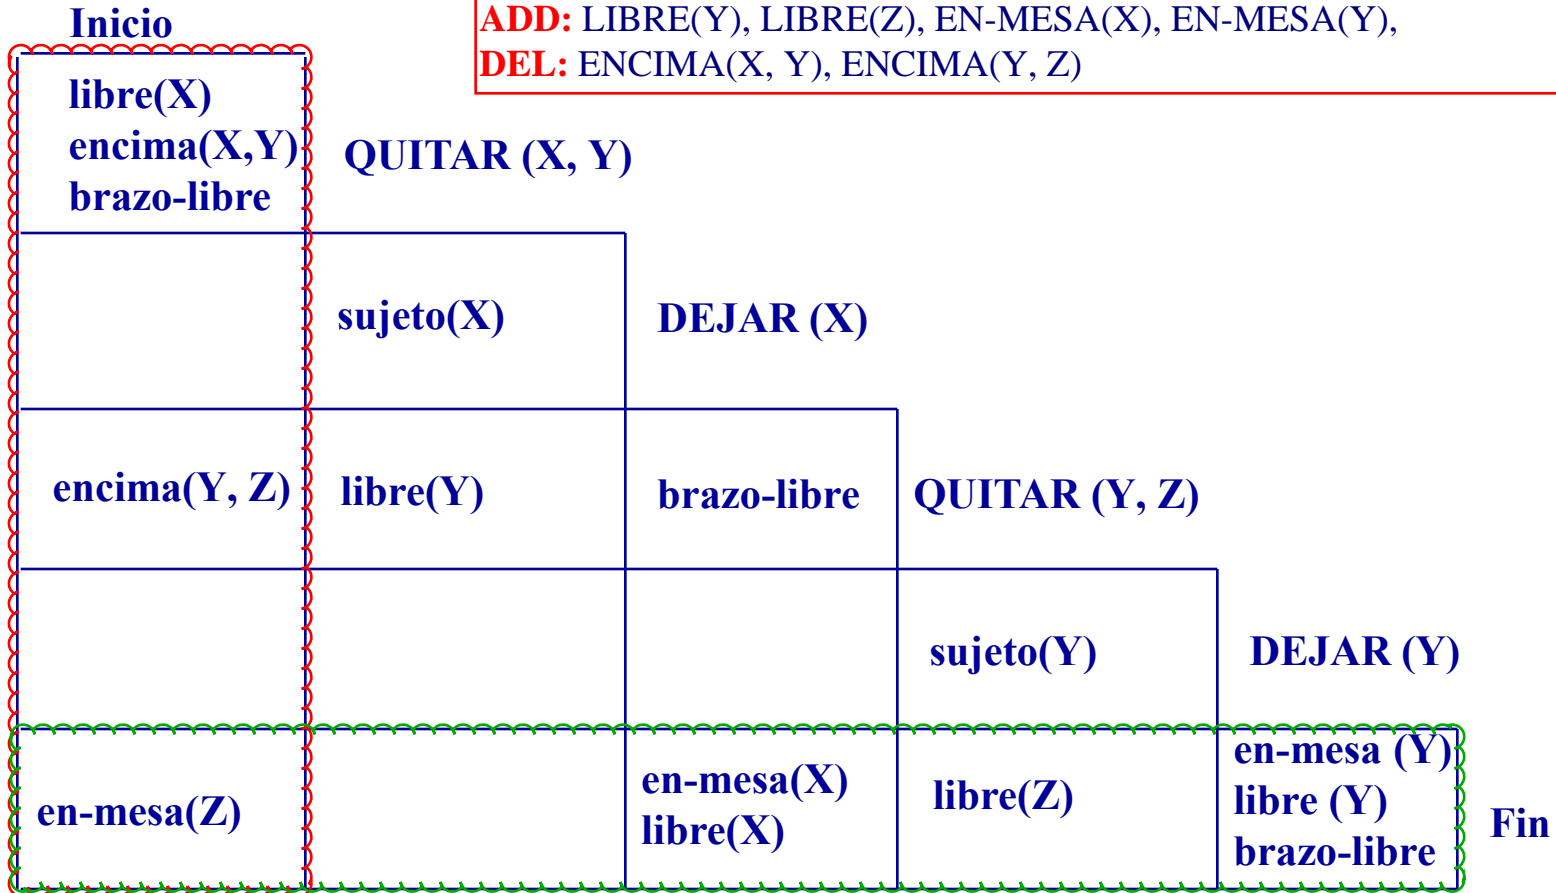 Inicio
ADD: LIBRE(Y), LIBRE(Z), EN-MESA(X), EN-MESA(Y),
DEL: ENCIMA(X, Y), ENCIMA(Y, Z)
libre(X)
encima(X,Y)
brazo-libre
QUITAR (X, Y)
sujeto(X)
DEJAR (X)
encima(Y, Z)
libre(Y)
brazo-libre
QUITAR (Y, Z)
sujeto(Y)
DEJAR (Y)
en-mesa(Z)
en-mesa(X)
libre(X)
libre(Z)
en-mesa (Y)
libre (Y)
brazo-libre
Fin